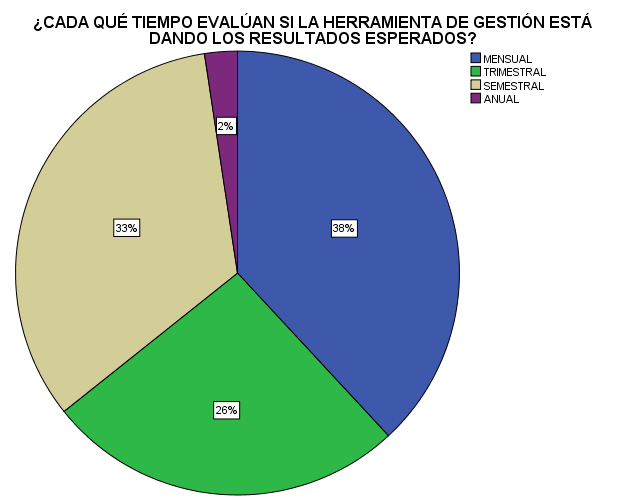 ¿CADA QUÉ TIEMPO EVALÚAN SI LA HERRAMIENTA DE GESTIÓN ESTÁ
DANDO LOS RESULTADOS ESPERADOS?
MENSUAL
TRIMESTRAL
SEMESTRAL
ANUAL
2%
33%
38%
26%